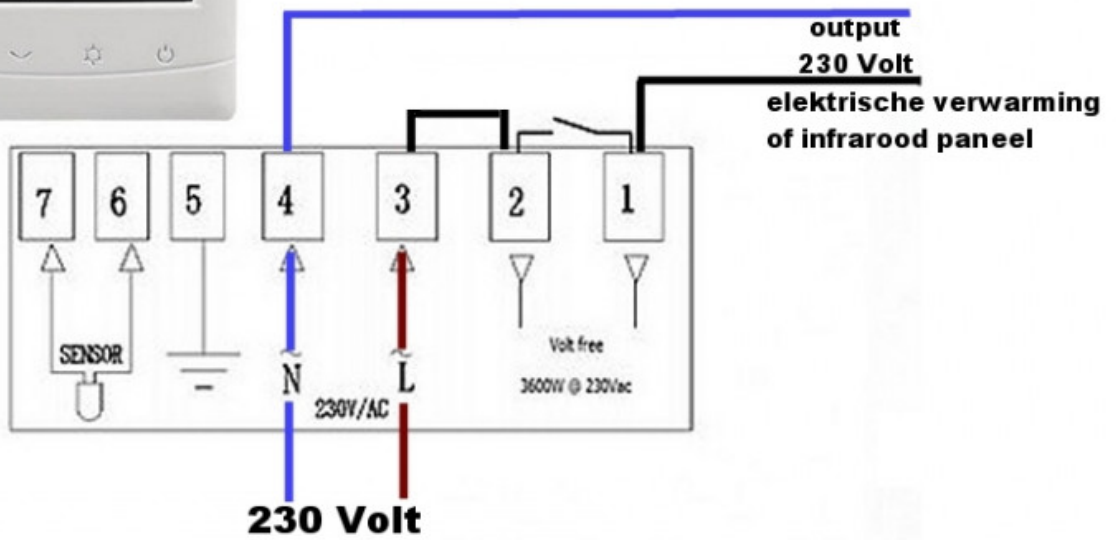 output
230 Volt
elektrische verwarming
of infrarood paneel
7 6 5 4 3 2 1
SENSOR
Volt free
N L
3600W @ 230Vac
230V/AC
230 Volt